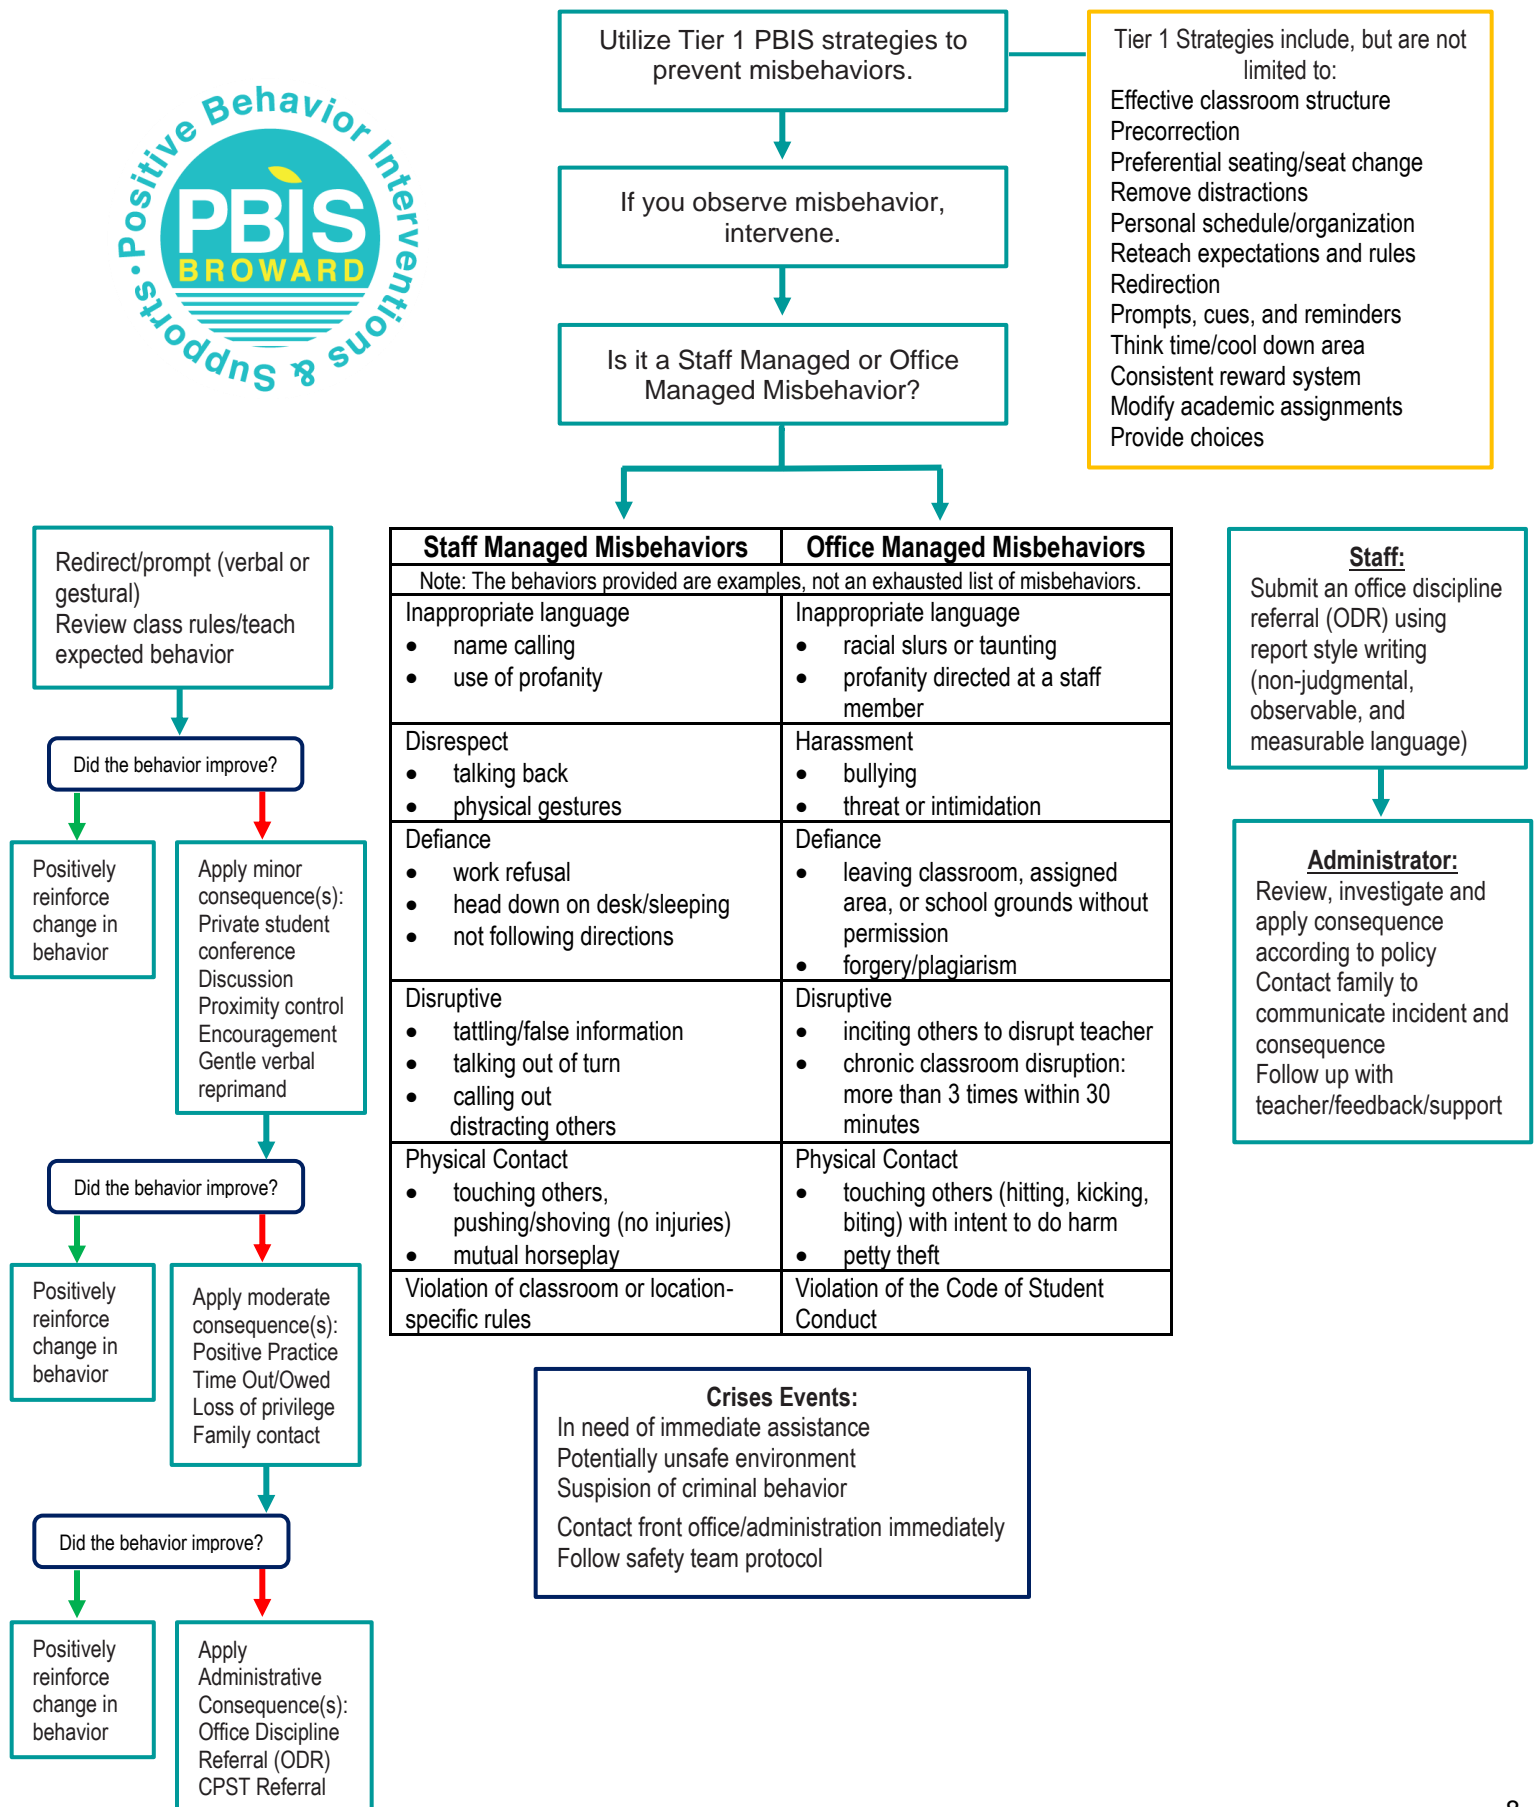 Utilize Tier 1 PBIS strategies to
prevent misbehaviors.
Tier 1 Strategies include, but are not
limited to:
Effective classroom structure
Precorrection
Preferential seating/seat change
Remove distractions
Personal schedule/organization
Reteach expectations and rules
Redirection
Prompts, cues, and reminders
Think time/cool down area
Consistent reward system
Modify academic assignments
Provide choices
Positive Behavior Interventions & Supports •
PBIS
BROWARD
If you observe misbehavior,
intervene.
Is it a Staff Managed or Office
Managed Misbehavior?
Redirect/prompt (verbal or
gestural)
Review class rules/teach
expected behavior
Did the behavior improve?
Positively
reinforce
change in
behavior
Apply minor
consequence(s):
Private student
conference
Discussion
Proximity control
Encouragement
Gentle verbal
reprimand
Did the behavior improve?
Positively
reinforce
change in
behavior
Apply moderate
consequence(s):
Positive Practice
Time Out/Owed
Loss of privilege
Family contact
Did the behavior improve?
Positively
reinforce
change in
behavior
Apply
Administrative
Consequence(s):
Office Discipline
Referral (ODR)
CPST Referral
Staff Managed Misbehaviors
Office Managed Misbehaviors
Note: The behaviors provided are examples, not an exhausted list of misbehaviors.
Inappropriate language
• name calling
• use of profanity
Inappropriate language
• racial slurs or taunting
• profanity directed at a staff
member
Disrespect
• talking back
• physical gestures
Harassment
• bullying
• threat or intimidation
Defiance
• work refusal
• head down on desk/sleeping
• not following directions
Defiance
• leaving classroom, assigned
area, or school grounds without
permission
• forgery/plagiarism
Disruptive
• tattling/false information
• talking out of turn
• calling out
distracting others
Disruptive
• inciting others to disrupt teacher
• chronic classroom disruption:
more than 3 times within 30
minutes
Physical Contact
• touching others,
pushing/shoving (no injuries)
• mutual horseplay
Physical Contact
• touching others (hitting, kicking,
biting) with intent to do harm
• petty theft
Violation of classroom or location-
specific rules
Violation of the Code of Student
Conduct
Staff:
Submit an office discipline
referral (ODR) using
report style writing
(non-judgmental,
observable, and
measurable language)
Administrator:
Review, investigate and
apply consequence
according to policy
Contact family to
communicate incident and
consequence
Follow up with
teacher/feedback/support
Crises Events:
In need of immediate assistance
Potentially unsafe environment
Suspision of criminal behavior
Contact front office/administration immediately
Follow safety team protocol